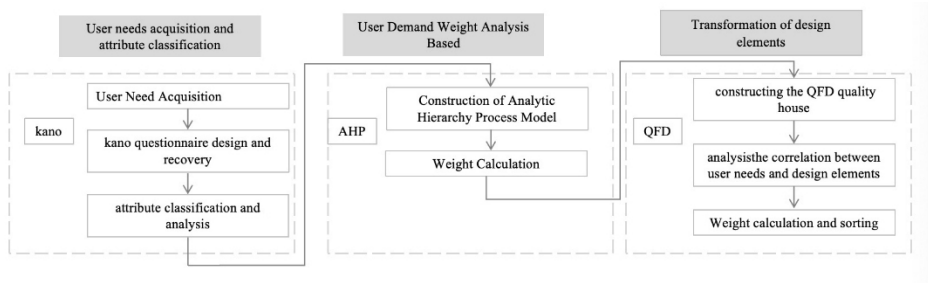 User needs acquisition and
attribute classification
kano
User Need Acquisition
kano questionnaire design and
recovery
attribute classification and
analysis
User Demand Weight Analysis
Based
AHP
Construction of Analytic
Hierarchy Process Model
Weight Calculation
Transformation of design
elements
QFD
constructing the QFD quality
house
analysisthe correlation between
user needs and design elements
Weight calculation and sorting